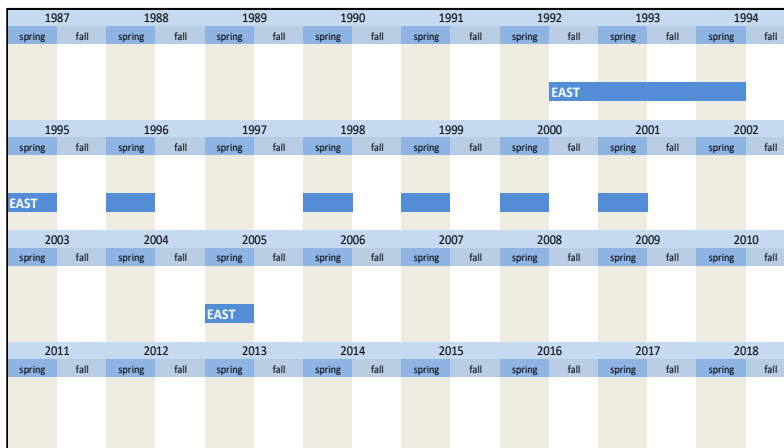 1987 1988 1989 1990 1991 1992 1993 1994
spring fall spring fall spring fall spring fall spring fall spring fall spring fall spring fall
EAST
1995 1996 1997 1998 1999 2000 2001 2002
spring fall spring fall spring fall spring fall spring fall spring fall spring fall spring fall
EAST
2003 2004 2005 2006 2007 2008 2009 2010
spring fall spring fall spring fall spring fall spring fall spring fall spring fall spring fall
EAST
2011 2012 2013 2014 2015 2016 2017 2018
spring fall spring fall spring fall spring fall spring fall spring fall spring fall spring fall